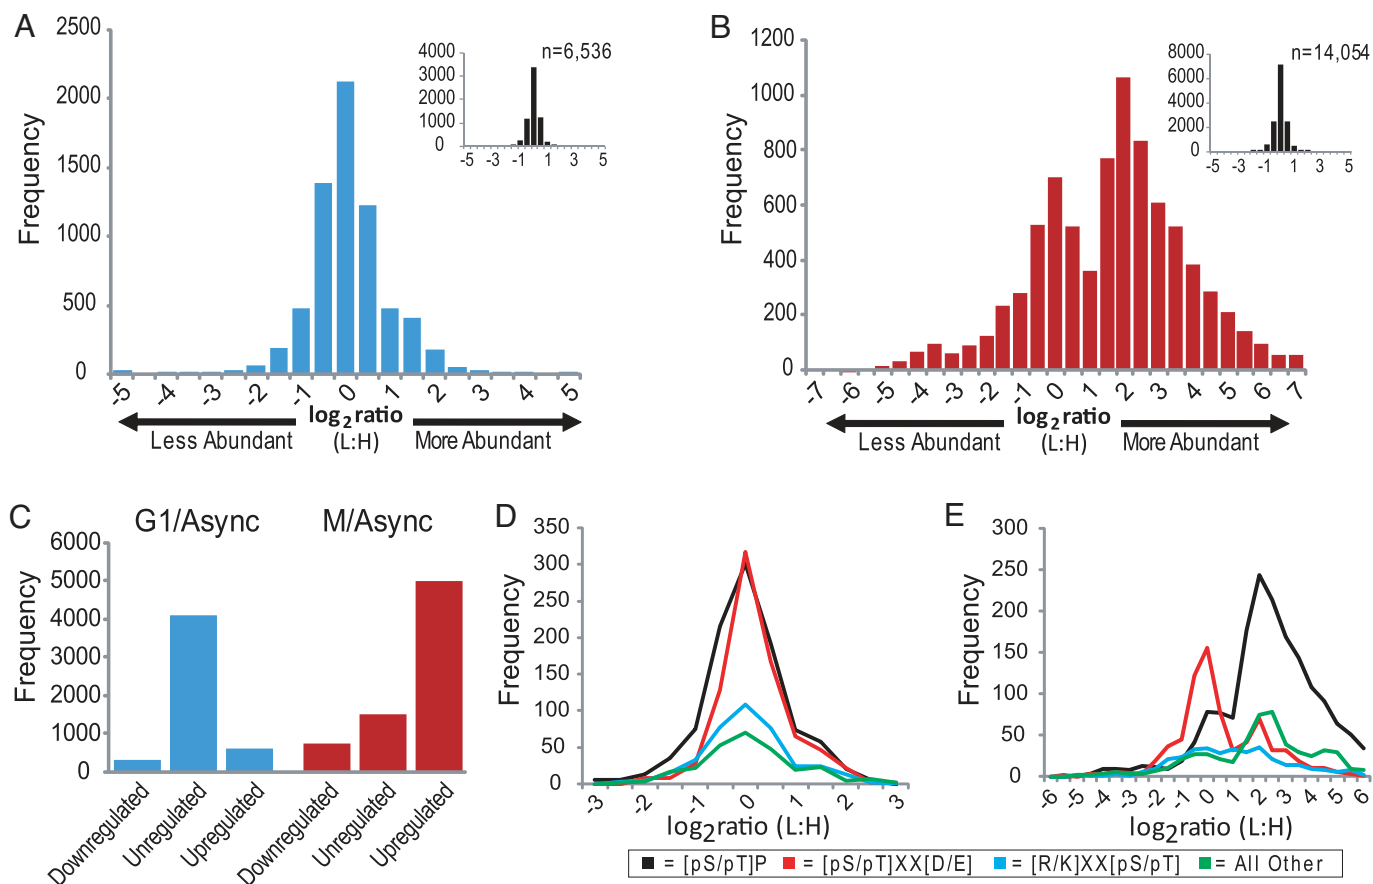 A
2500
2000
1500
1000
500
0
Frequency
-5 -4 -3 -2 -1 0 1 2 3 4 5
log2ratio
(L:H)
Less Abundant
More Abundant
n=6,536
4000
3000
2000
1000
0
-5 -3 -1 1 3 5
B
1200
1000
800
600
400
200
0
Frequency
-7 -6 -5 -4 -3 -2 -1 0 1 2 3 4 5 6 7
log2ratio
(L:H)
Less Abundant
More Abundant
n=14,054
8000
6000
4000
2000
0
-5 -3 -1 1 3 5
C
G1/Async M/Async
6000
5000
4000
3000
2000
1000
0
Frequency
Downregulated
Unregulated
Upregulated
Downregulated
Unregulated
Upregulated
D
350
300
250
200
150
100
50
0
Frequency
-3 -2 -1 0 1 2 3
log2ratio (L:H)
E
300
250
200
150
100
50
0
Frequency
-6 -5 -4 -3 -2 -1 0 1 2 3 4 5 6
log2ratio (L:H)
= [pS/pT]P = [pS/pT]XX[D/E] = [R/K]XX[pS/pT] = All Other